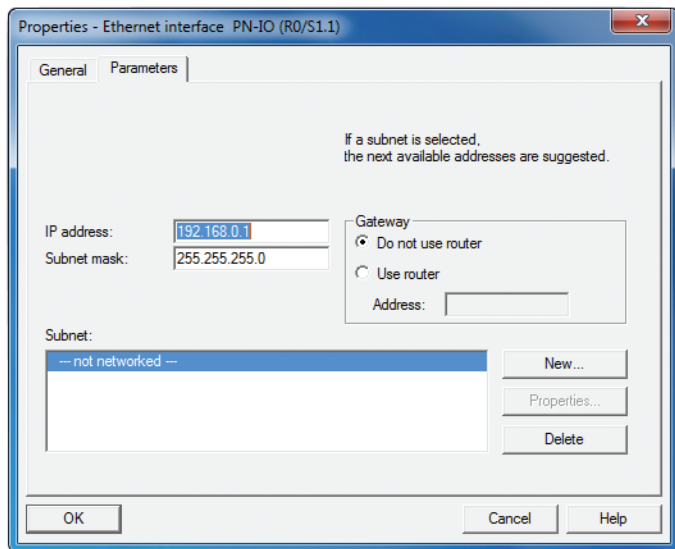 Properties - Ethernet interface PN-IO (R0/S1.1)
General
Parameters
If a subnet is selected,
the next available addresses are suggested.
IP address:
192.168.0.1
Subnet mask:
255.255.255.0
Gateway
Do not use router
Use router
Address:
Subnet:
--- not networked ---
New...
Properties...
Delete
OK
Cancel
Help